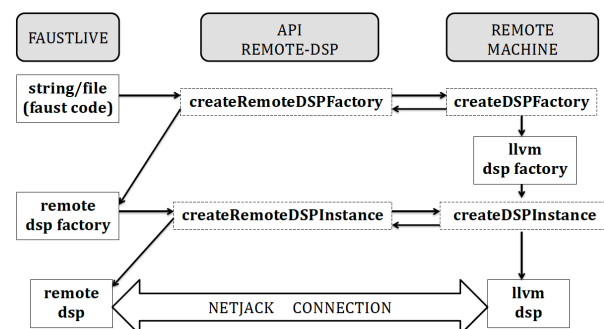 FAUSTLIVE
API
REMOTE-DSP
REMOTE
MACHINE
string/file
(faust code)
createRemoteDSPFactory
createDSPFactory
llvm
dsp factory
remote
dsp factory
createRemoteDSPInstance
createDSPInstance
remote
dsp
NETJACK CONNECTION
llvm
dsp